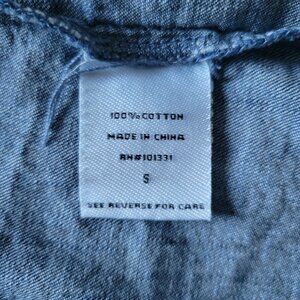 100% COTTON
MADE IN CHINA
RN#101331
S
SEE REVERSE FOR CARE